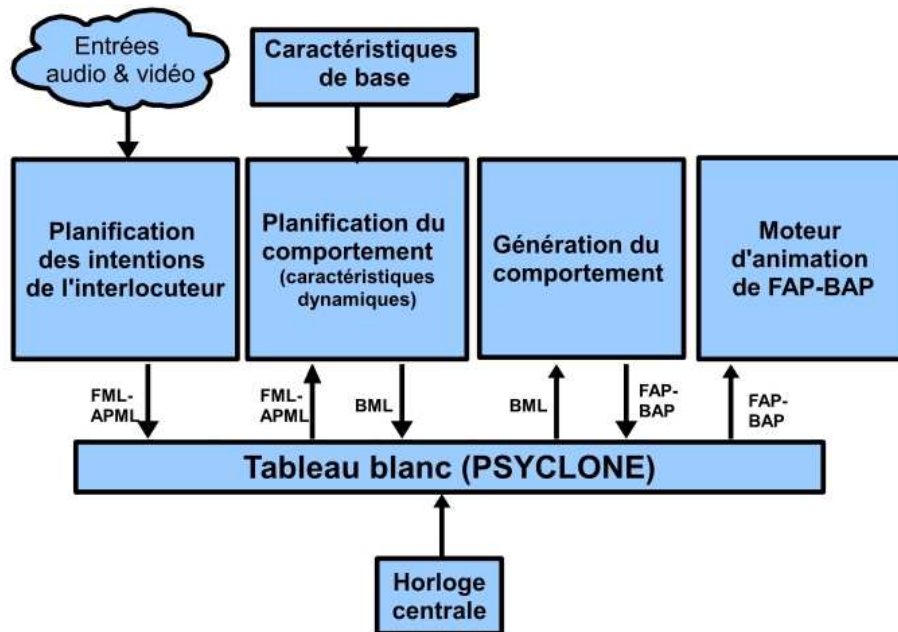 Entrées
audio & vidéo
Caractéristiques
de base
Planification
des intentions
de l'interlocuteur
Planification du
comportement
(caractéristiques
dynamiques)
Génération du
comportement
Moteur
d'animation
de FAP-BAP
FML-
APML
FML-
APML
BML
BML
FAP-
BAP
FAP-
BAP
Tableau blanc (PSYCLONE)
Horloge
centrale